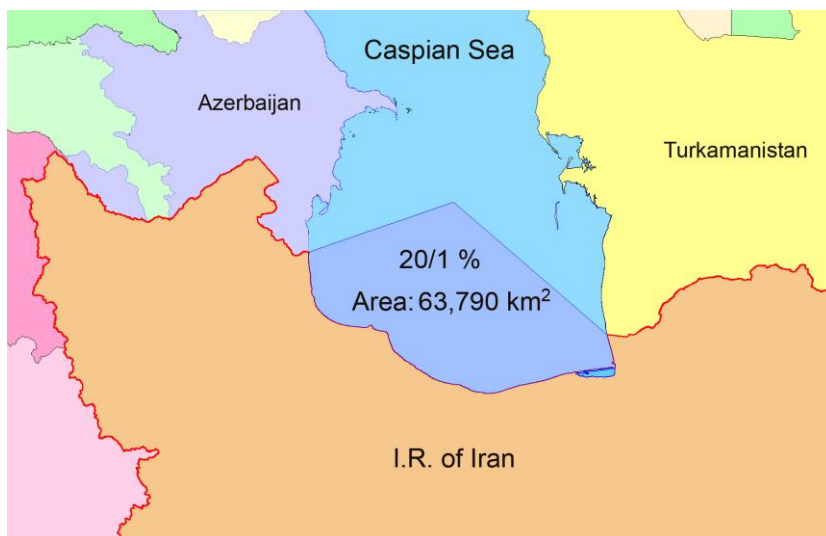 Caspian Sea
Azerbaijan
Turkamanistan
20/1 %
Area: 63,790 km²
I.R. of Iran